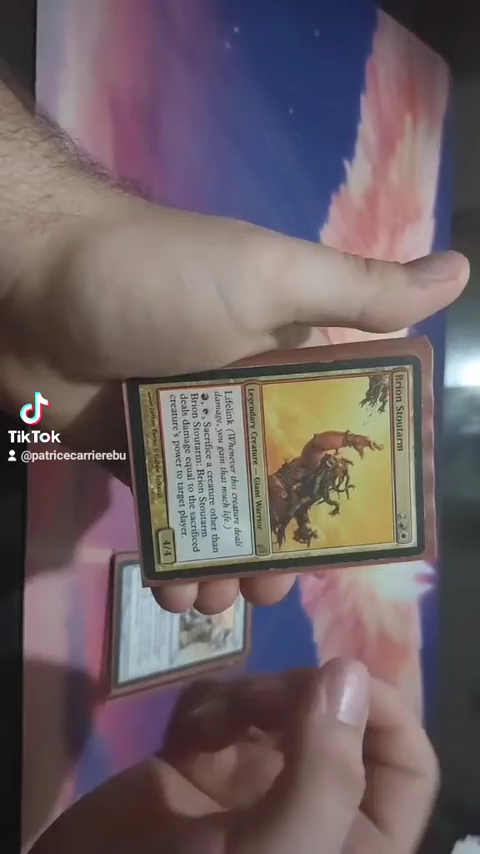 Brion Stoutarm
2
Legendary Creature — Giant Warrior
Lifelink (Whenever this creature deals
damage, you gain that much life.)
, , Sacrifice a creature other than
Brion Stoutarm: Brion Stoutarm
deals damage equal to the sacrificed
creature's power to target player.
4/4
TikTok
@patricecarrierebu